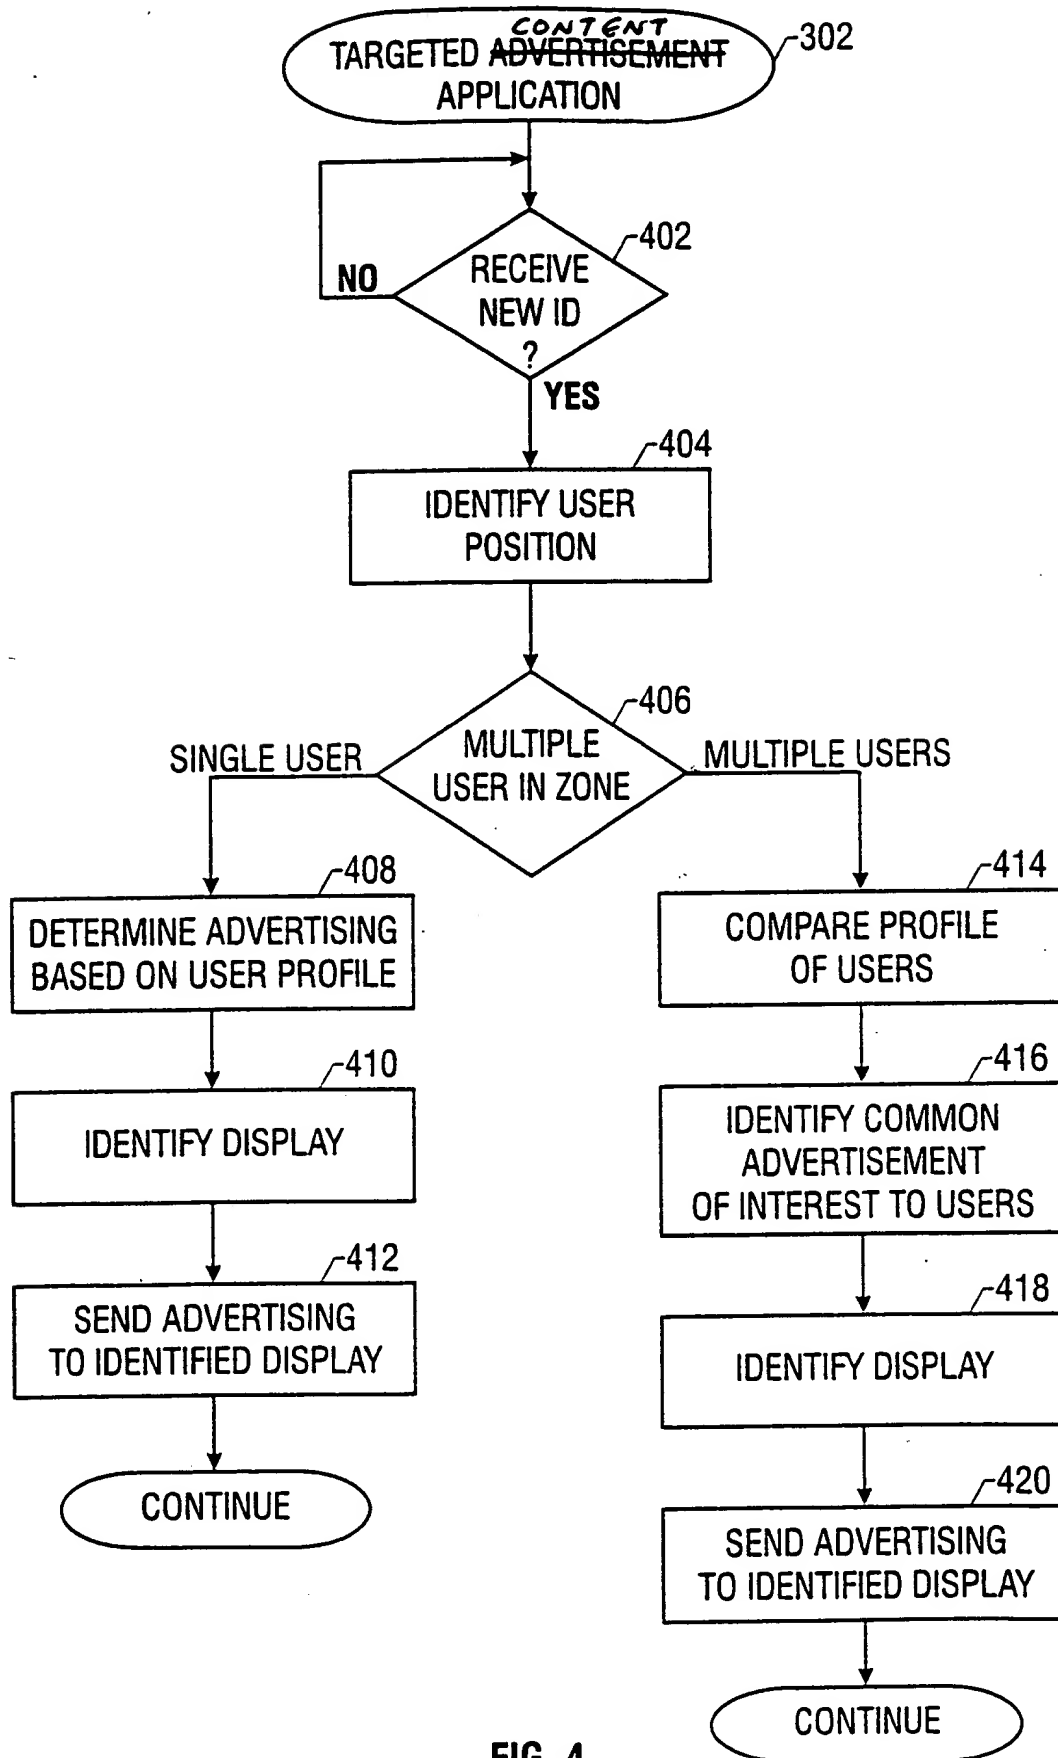 CONTENT
TARGETED ADVERTISEMENT
APPLICATION
302
402
RECEIVE
NEW ID
?
NO
YES
404
IDENTIFY USER
POSITION
406
MULTIPLE
USER IN ZONE
SINGLE USER
MULTIPLE USERS
408
DETERMINE ADVERTISING
BASED ON USER PROFILE
410
IDENTIFY DISPLAY
412
SEND ADVERTISING
TO IDENTIFIED DISPLAY
CONTINUE
414
COMPARE PROFILE
OF USERS
416
IDENTIFY COMMON
ADVERTISEMENT
OF INTEREST TO USERS
418
IDENTIFY DISPLAY
420
SEND ADVERTISING
TO IDENTIFIED DISPLAY
CONTINUE
FIG. 4